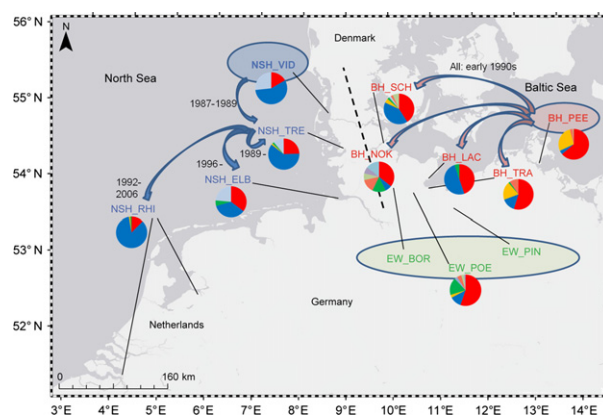 56° N
55° N
54° N
53° N
52° N
N
Denmark
North Sea
NSH_VID
BH_SCH
All: early 1990s
Baltic Sea
1987-1989
BH_PEE
NSH_TRE
BH_NOK
BH_LAC
1989-
1996-
BH_TRA
NSH_ELB
1992-
2006
NSH_RHI
EW_BOR
EW_PIN
EW_POE
Germany
Netherlands
0
160 km
3° E
4° E
5° E
6° E
7° E
8° E
9° E
10° E
11° E
12° E
13° E
14° E